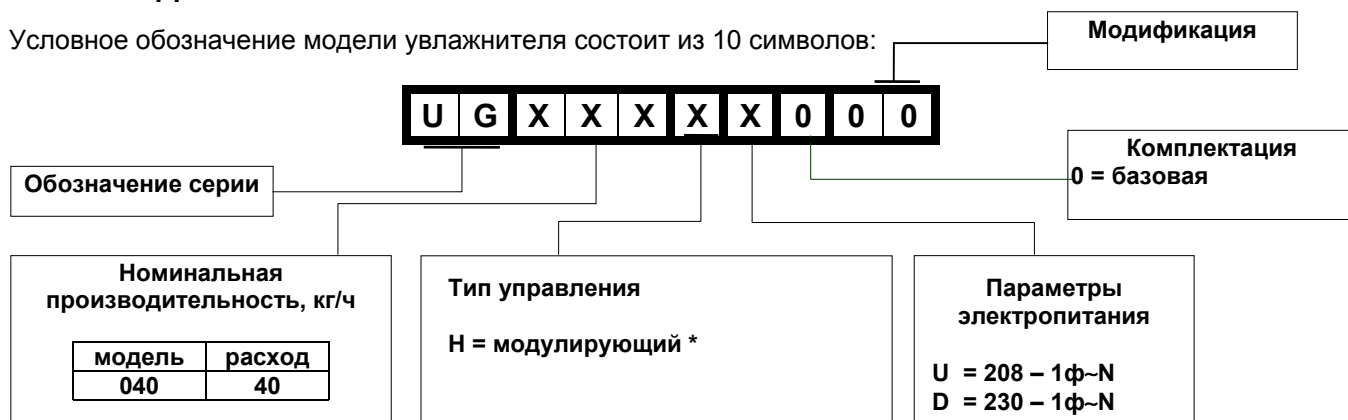 Условное обозначение модели увлажнителя состоит из 10 символов:
Модификация
U G X X X X X 0 0 0
Обозначение серии
Комплектация
0 = базовая
Номинальная
производительность, кг/ч
модель расход
040 40
Тип управления
H = модулирующий *
Параметры
электропитания
U = 208 – 1ф~N
D = 230 – 1ф~N